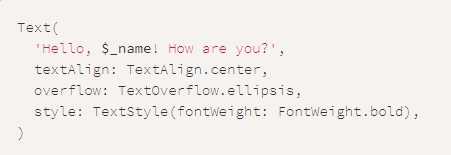 Text(
  'Hello, $_name! How are you?',
  textAlign: TextAlign.center,
  overflow: TextOverflow.ellipsis,
  style: TextStyle(fontWeight: FontWeight.bold),
)